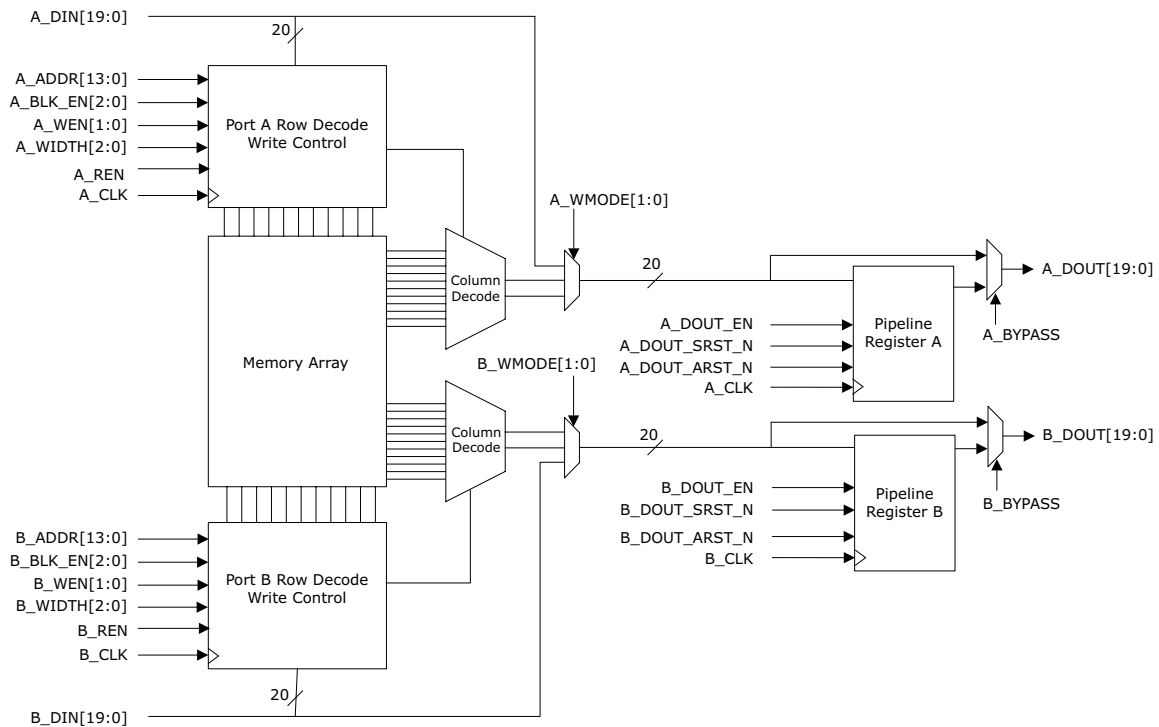 A_DIN[19:0]
20
A_ADDR[13:0]
A_BLK_EN[2:0]
A_WEN[1:0]
A_WIDTH[2:0]
A_REN
A_CLK
Port A Row Decode
Write Control
A_WMODE[1:0]
Column
Decode
20
A_DOUT[19:0]
A_BYPASS
A_DOUT_EN
A_DOUT_SRST_N
A_DOUT_ARST_N
A_CLK
Pipeline
Register A
Memory Array
B_WMODE[1:0]
Column
Decode
20
B_DOUT[19:0]
B_BYPASS
B_DOUT_EN
B_DOUT_SRST_N
B_DOUT_ARST_N
B_CLK
Pipeline
Register B
B_ADDR[13:0]
B_BLK_EN[2:0]
B_WEN[1:0]
B_WIDTH[2:0]
B_REN
B_CLK
Port B Row Decode
Write Control
20
B_DIN[19:0]